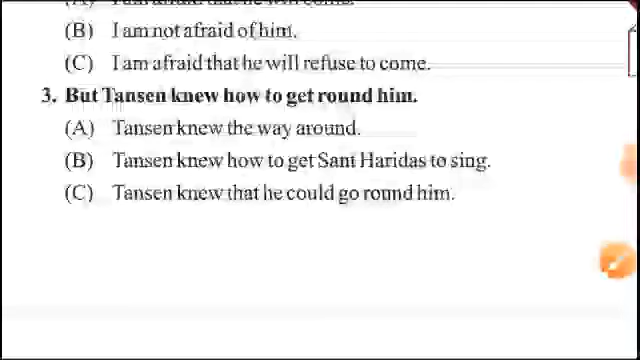 (B) I am not afraid of him.
(C) I am afraid that he will refuse to come.
3. But Tansen knew how to get round him.
(A) Tansen knew the way around.
(B) Tansen knew how to get Sant Haridas to sing.
(C) Tansen knew that he could go round him.